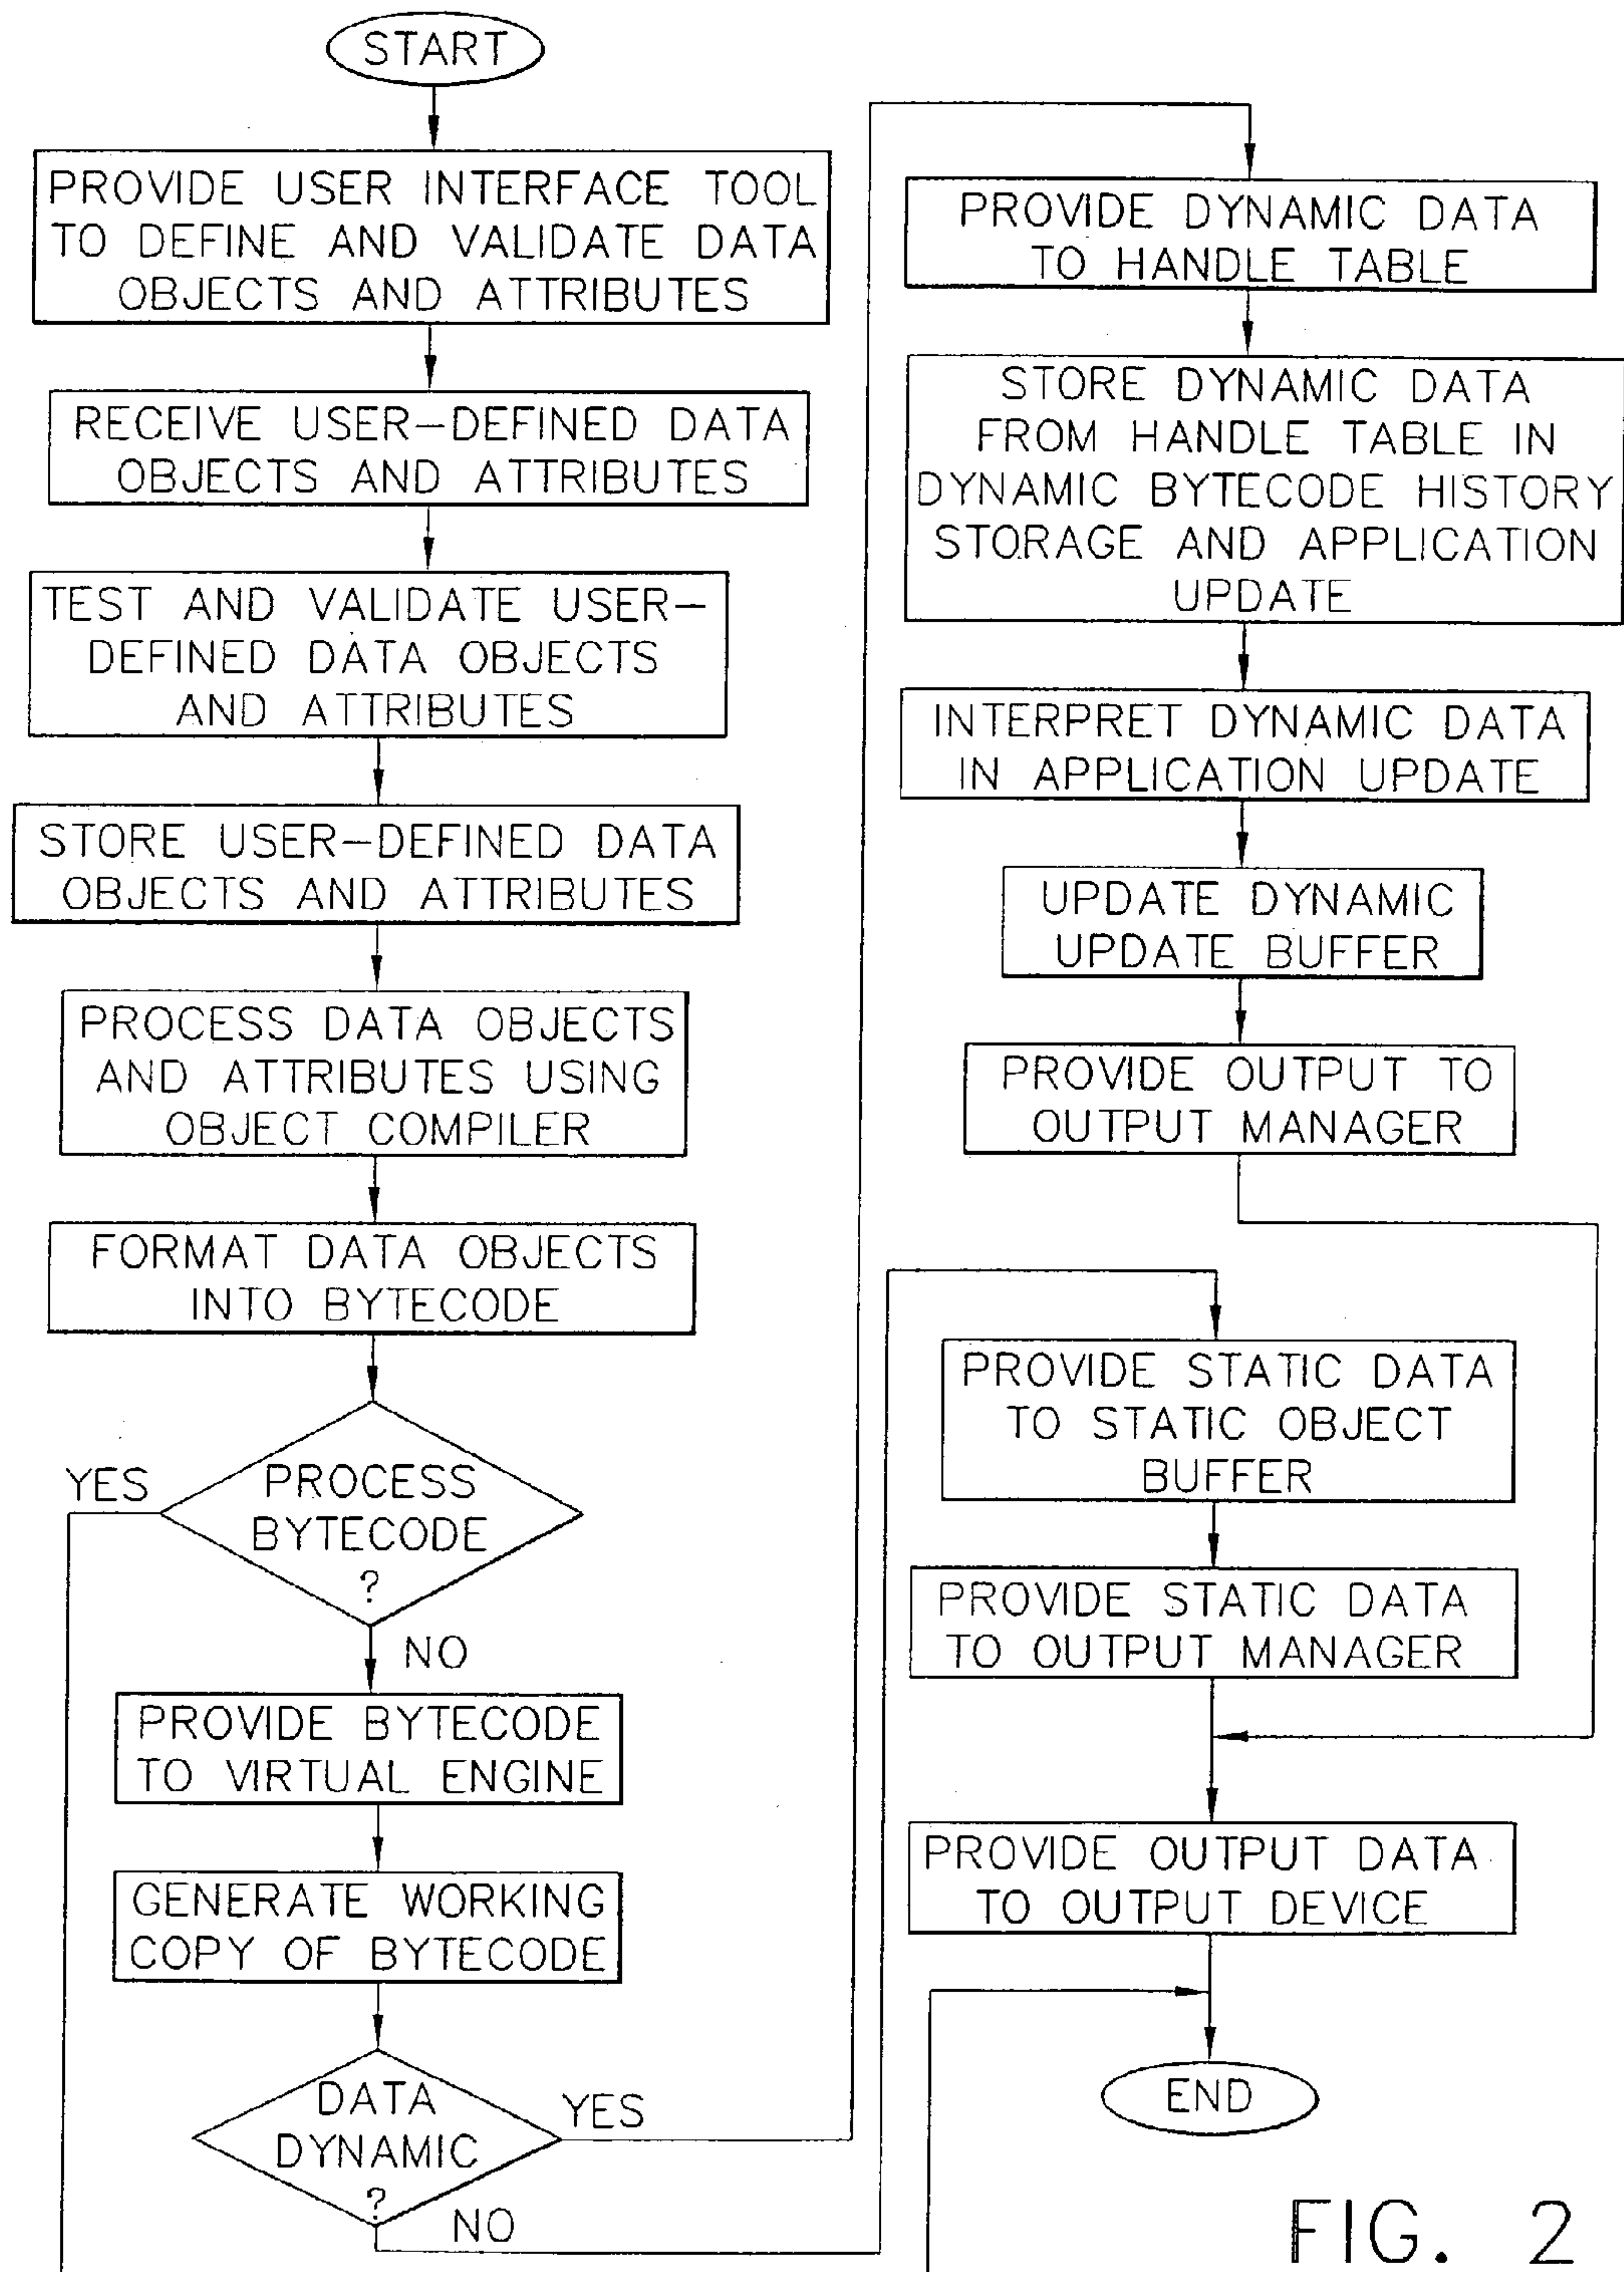 START
PROVIDE USER INTERFACE TOOL
TO DEFINE AND VALIDATE DATA
OBJECTS AND ATTRIBUTES
RECEIVE USER-DEFINED DATA
OBJECTS AND ATTRIBUTES
TEST AND VALIDATE USER-
DEFINED DATA OBJECTS
AND ATTRIBUTES
STORE USER-DEFINED DATA
OBJECTS AND ATTRIBUTES
PROCESS DATA OBJECTS
AND ATTRIBUTES USING
OBJECT COMPILER
FORMAT DATA OBJECTS
INTO BYTECODE
YES
PROCESS
BYTECODE
?
NO
PROVIDE BYTECODE
TO VIRTUAL ENGINE
GENERATE WORKING
COPY OF BYTECODE
DATA
DYNAMIC
?
YES
NO
PROVIDE DYNAMIC DATA
TO HANDLE TABLE
STORE DYNAMIC DATA
FROM HANDLE TABLE IN
DYNAMIC BYTECODE HISTORY
STORAGE AND APPLICATION
UPDATE
INTERPRET DYNAMIC DATA
IN APPLICATION UPDATE
UPDATE DYNAMIC
UPDATE BUFFER
PROVIDE OUTPUT TO
OUTPUT MANAGER
PROVIDE STATIC DATA
TO STATIC OBJECT
BUFFER
PROVIDE STATIC DATA
TO OUTPUT MANAGER
PROVIDE OUTPUT DATA
TO OUTPUT DEVICE
END
FIG. 2